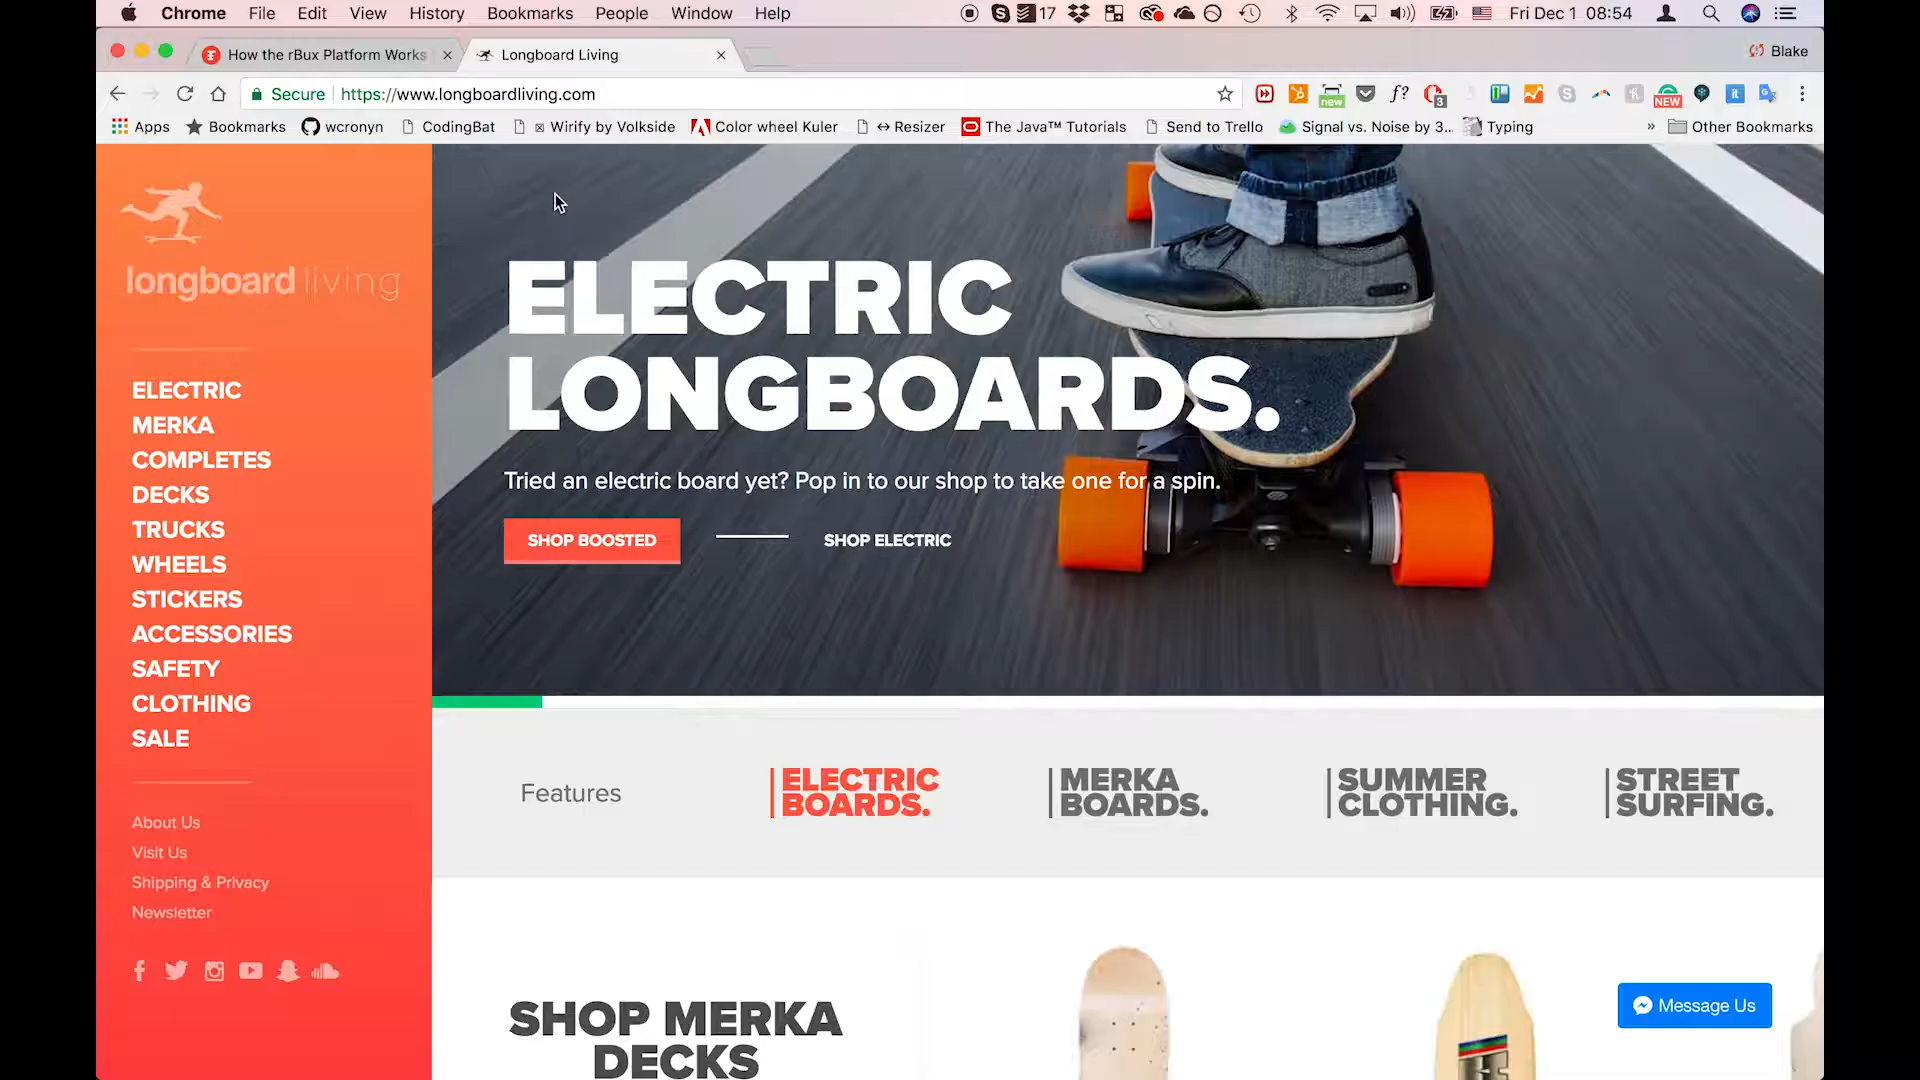 Chrome File Edit View History Bookmarks People Window Help 17 Fri Dec 1 08:54
How the rBux Platform Works Longboard Living Blake
Secure https://www.longboardliving.com f? 3 new NEW it
Apps Bookmarks wcronyn CodingBat Wirify by Volkside Color wheel Kuler ↔ Resizer The Java™ Tutorials Send to Trello Signal vs. Noise by 3... Typing » Other Bookmarks
longboard living
ELECTRIC
MERKA
COMPLETES
DECKS
TRUCKS
WHEELS
STICKERS
ACCESSORIES
SAFETY
CLOTHING
SALE
About Us
Visit Us
Shipping & Privacy
Newsletter
ELECTRIC
LONGBOARDS.
Tried an electric board yet? Pop in to our shop to take one for a spin.
SHOP BOOSTED SHOP ELECTRIC
Features
ELECTRIC
BOARDS.
MERKA
BOARDS.
SUMMER
CLOTHING.
STREET
SURFING.
SHOP MERKA
DECKS
Message Us